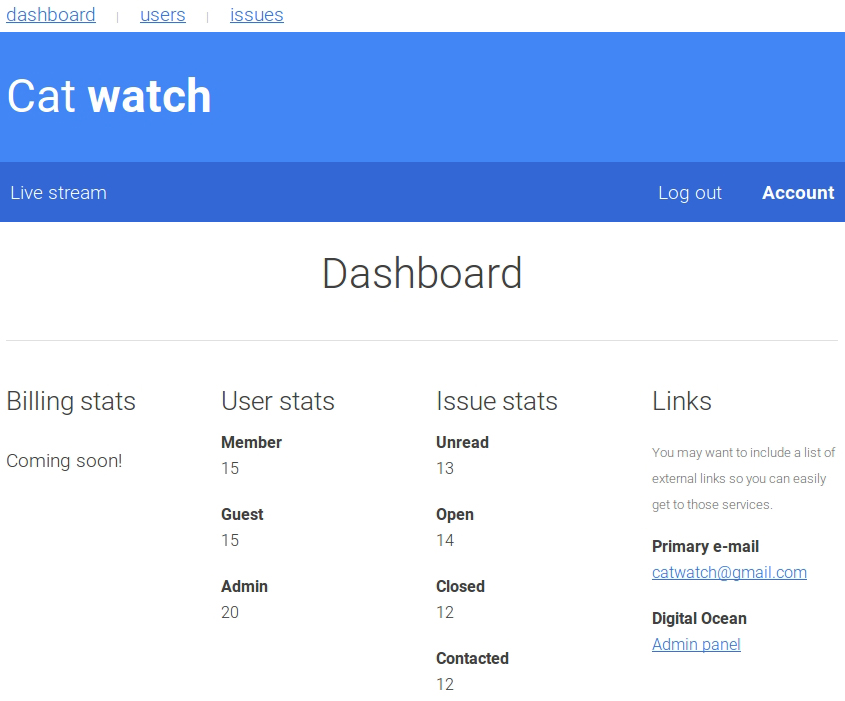 dashboard | users | issues
Cat watch
Live stream Log out Account
Dashboard
Billing stats
Coming soon!
User stats
Member
15
Guest
15
Admin
20
Issue stats
Unread
13
Open
14
Closed
12
Contacted
12
Links
You may want to include a list of
external links so you can easily
get to those services.
Primary e-mail
catwatch@gmail.com
Digital Ocean
Admin panel